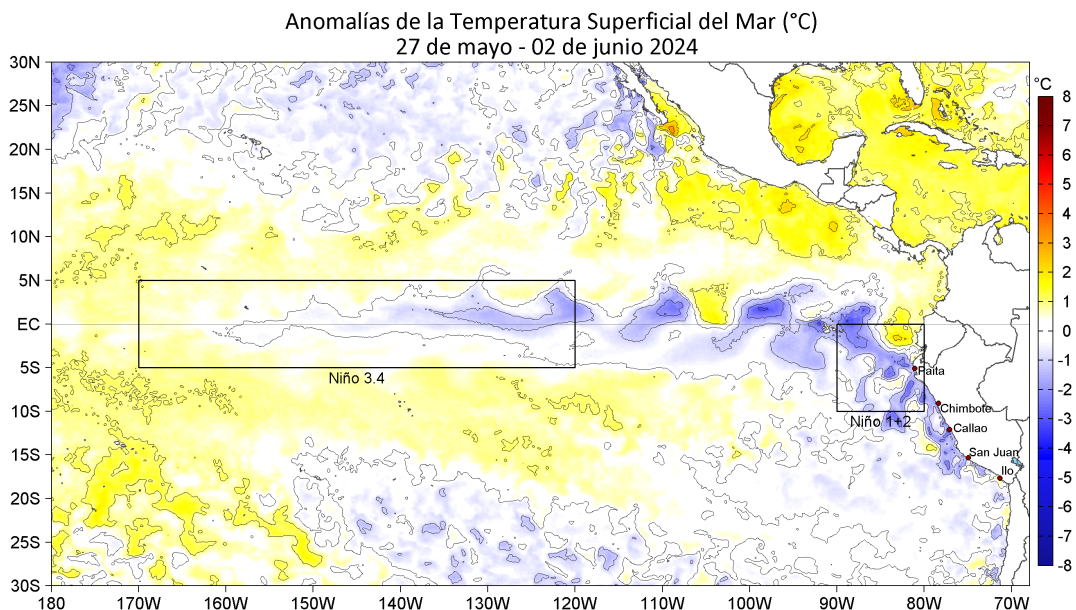 Anomalías de la Temperatura Superficial del Mar (°C)
27 de mayo - 02 de junio 2024
30N
25N
20N
15N
10N
5N
EC
5S
10S
15S
20S
25S
30S
Niño 3.4
Niño 1+2
Paita
Chimbote
Callao
San Juan
Ilo
180 170W 160W 150W 140W 130W 120W 110W 100W 90W 80W 70W
°C
8
7
6
5
4
3
2
1
0
-1
-2
-3
-4
-5
-6
-7
-8